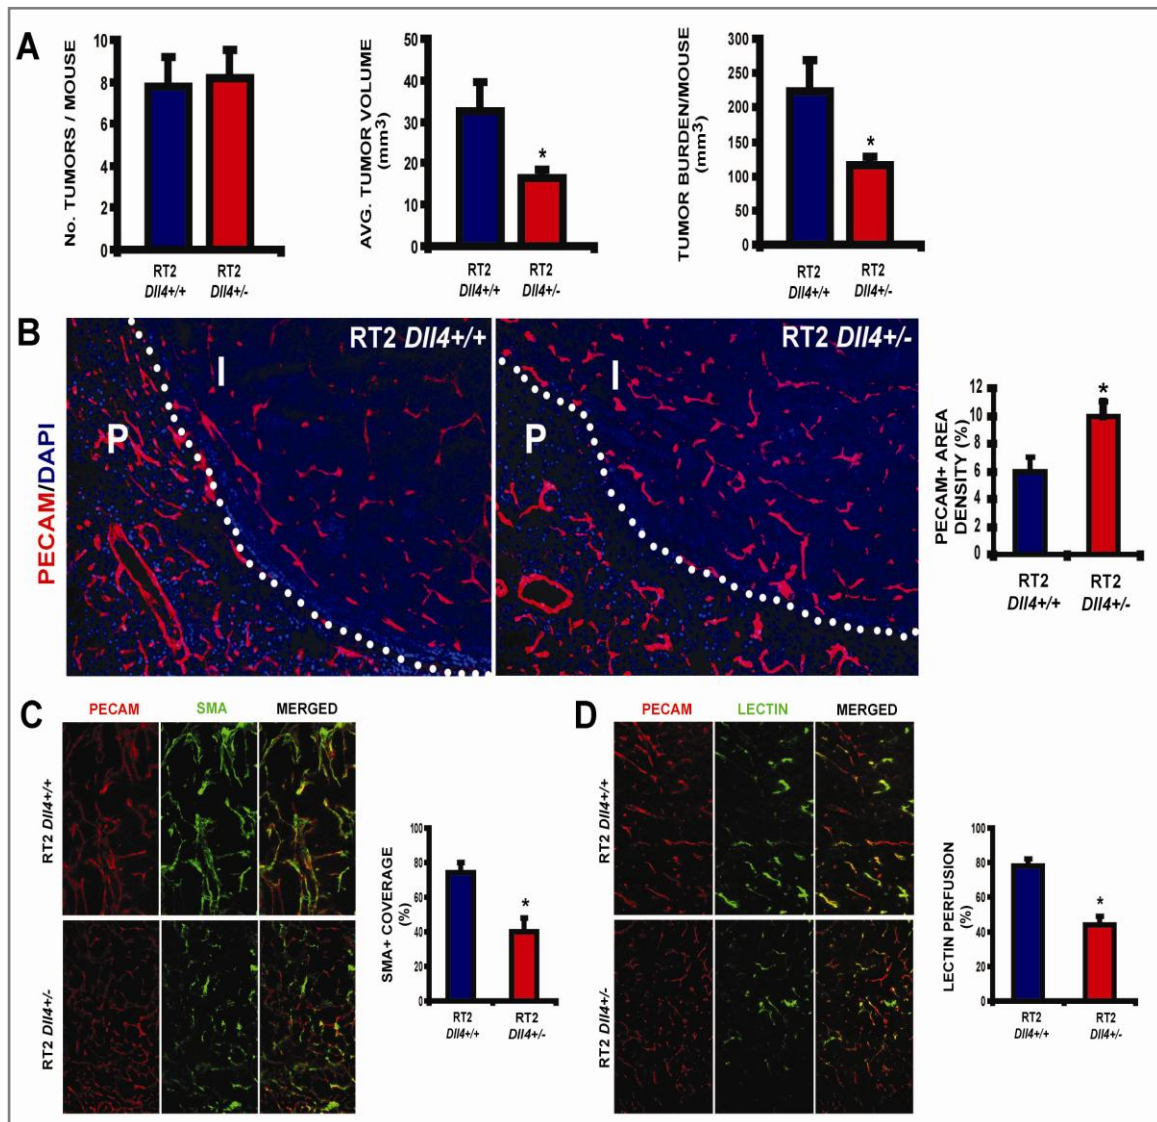 A
No. TUMORS / MOUSE
10
8
6
4
2
0
RT2
Dll4+/+
RT2
Dll4+/-
AVG. TUMOR VOLUME
(mm3)
50
40
30
20
10
0
*
RT2
Dll4+/+
RT2
Dll4+/-
TUMOR BURDEN/MOUSE
(mm3)
300
250
200
150
100
50
0
*
RT2
Dll4+/+
RT2
Dll4+/-
B
PECAM/DAPI
RT2 Dll4+/+
I
P
RT2 Dll4+/-
I
P
PECAM+ AREA
DENSITY (%)
12
10
8
6
4
2
0
*
RT2
Dll4+/+
RT2
Dll4+/-
C
PECAM SMA MERGED
RT2 Dll4+/+
RT2 Dll4+/-
SMA+ COVERAGE
(%)
100
80
60
40
20
0
*
RT2
Dll4+/+
RT2
Dll4+/-
D
PECAM LECTIN MERGED
RT2 Dll4+/+
RT2 Dll4+/-
LECTIN PERFUSION
(%)
100
80
60
40
20
0
*
RT2
Dll4+/+
RT2
Dll4+/-